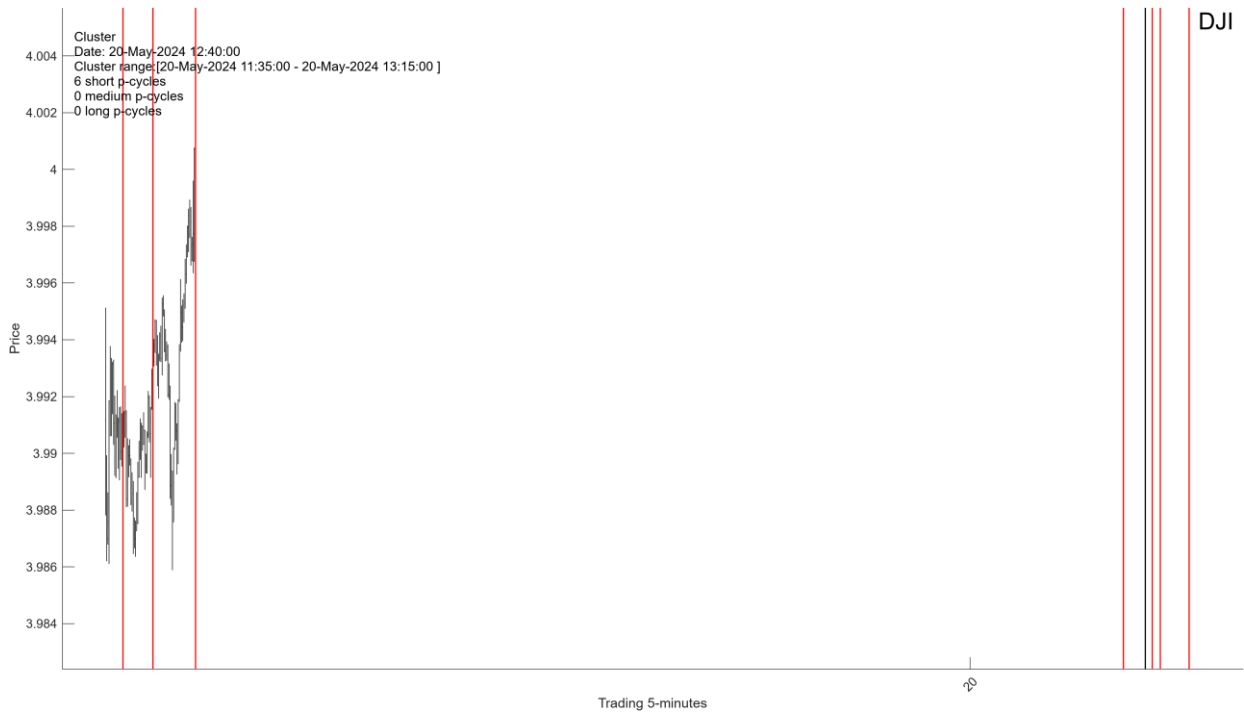 DJI
Cluster
Date: 20-May-2024 12:40:00
Cluster range:[20-May-2024 11:35:00 - 20-May-2024 13:15:00 ]
6 short p-cycles
0 medium p-cycles
0 long p-cycles
4.004
4.002
4
3.998
3.996
3.994
3.992
3.99
3.988
3.986
3.984
Price
20
Trading 5-minutes